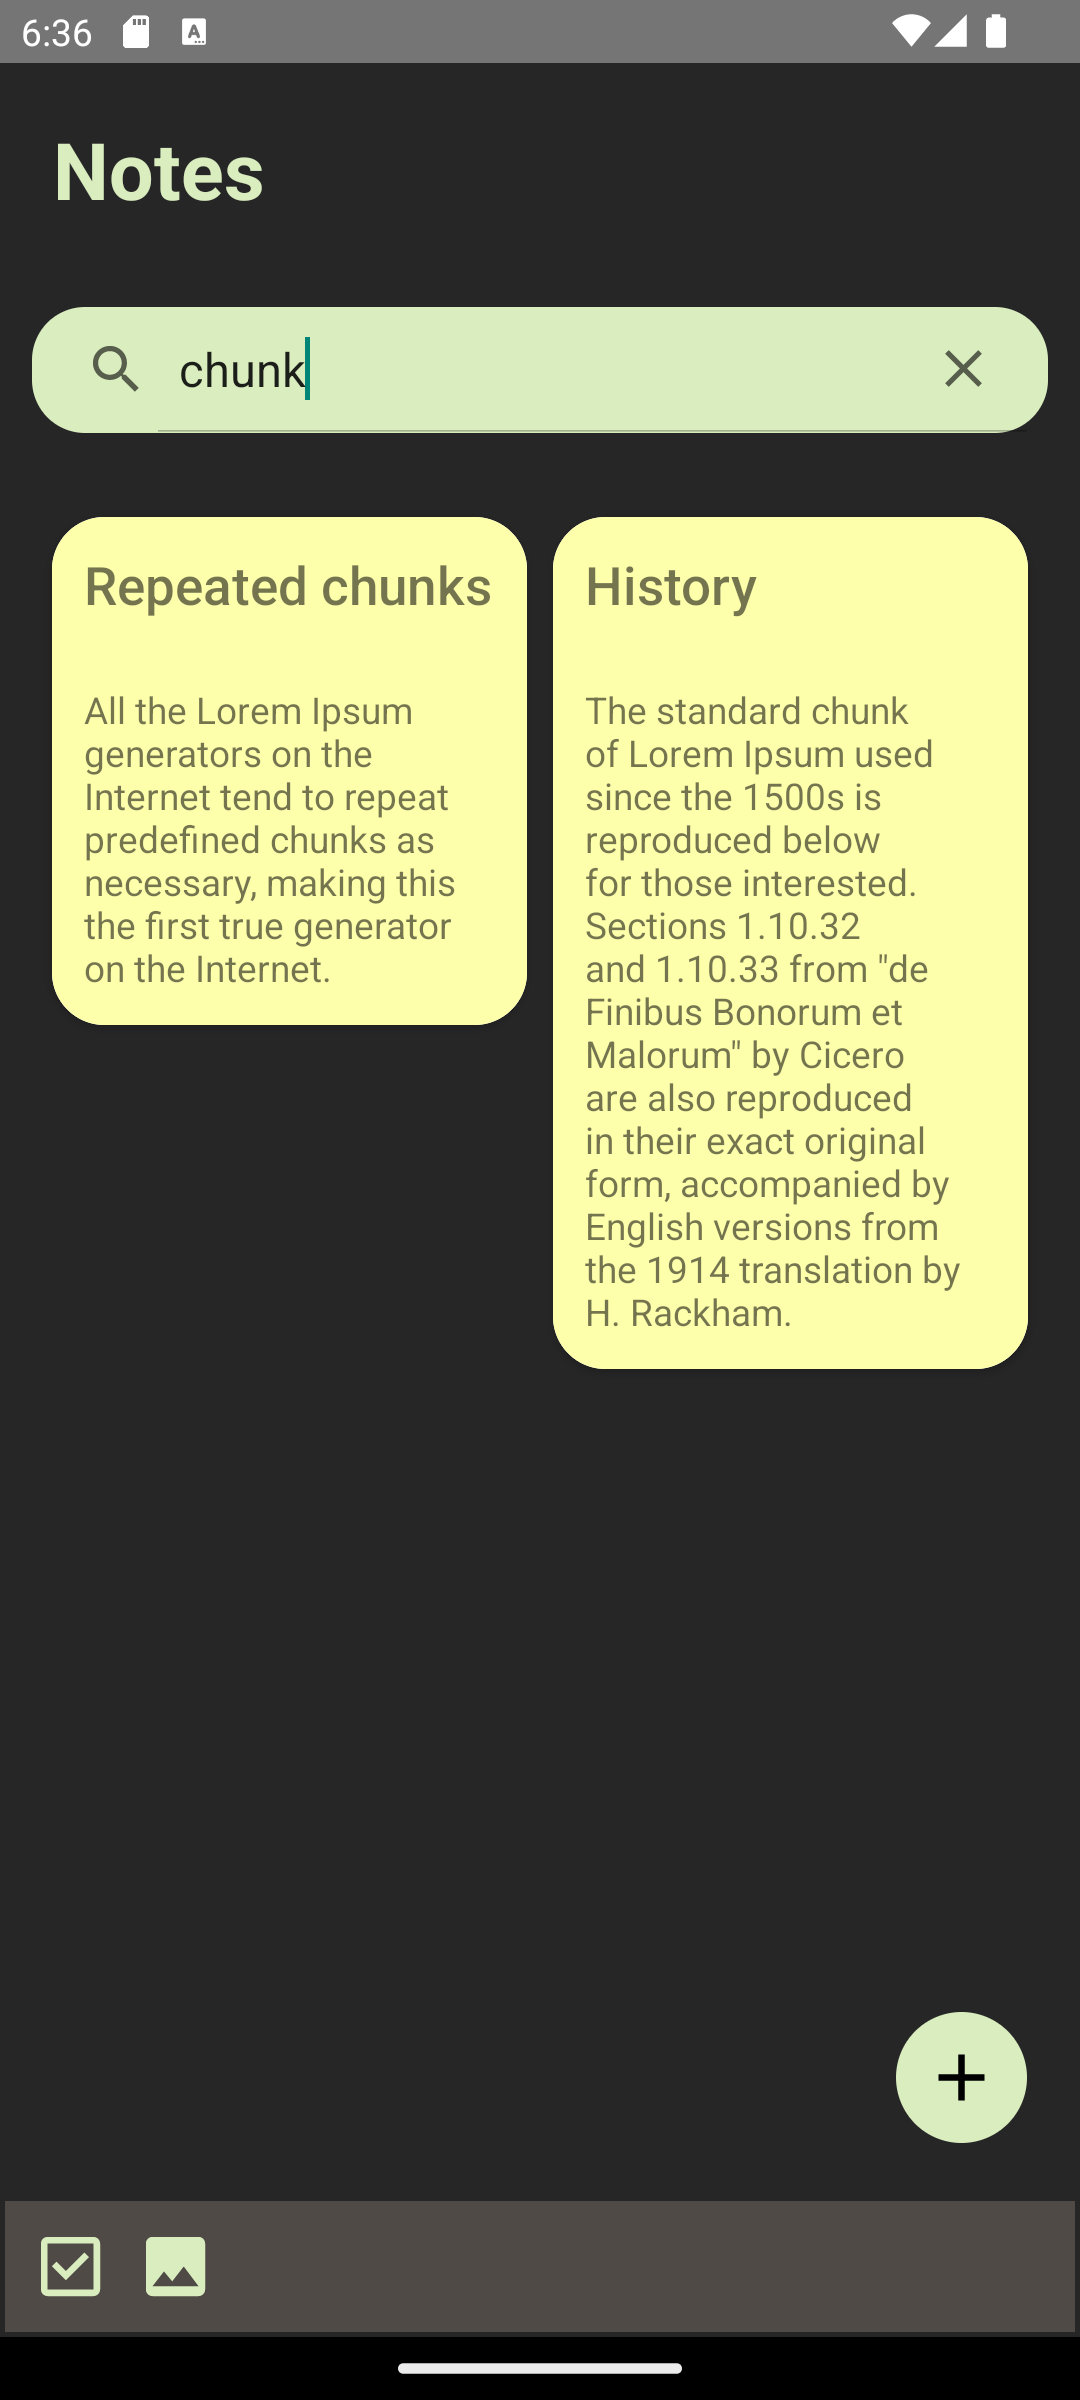 6:36
Notes
chunk
Repeated chunks
All the Lorem Ipsum
generators on the
Internet tend to repeat
predefined chunks as
necessary, making this
the first true generator
on the Internet.
History
The standard chunk
of Lorem Ipsum used
since the 1500s is
reproduced below
for those interested.
Sections 1.10.32
and 1.10.33 from "de
Finibus Bonorum et
Malorum" by Cicero
are also reproduced
in their exact original
form, accompanied by
English versions from
the 1914 translation by
H. Rackham.